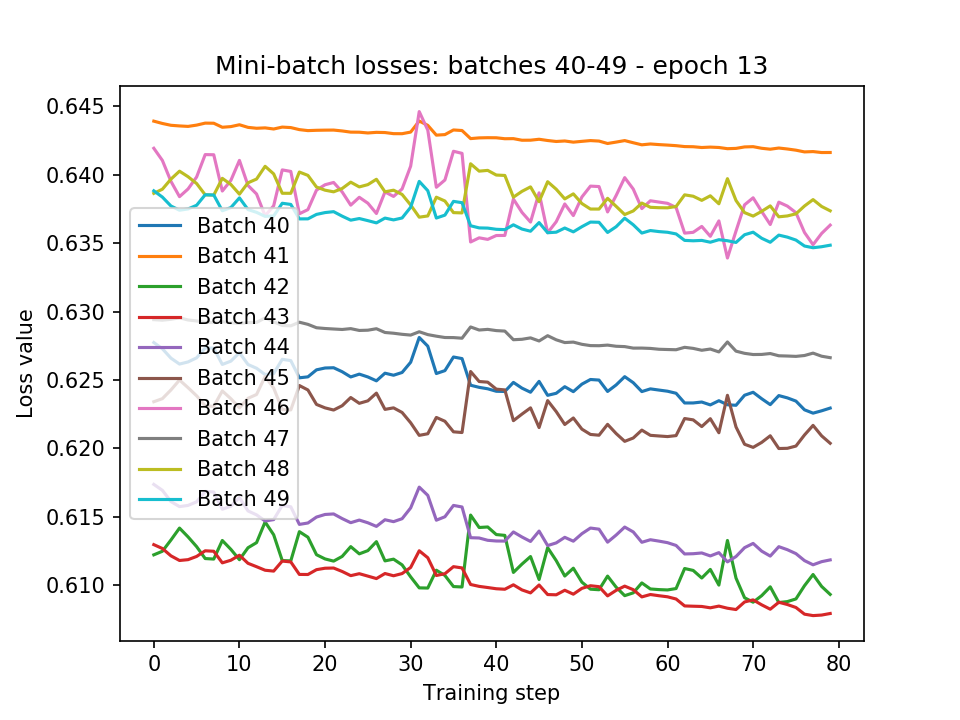 Mini-batch losses: batches 40-49 - epoch 13
0.645
0.640
0.635
0.630
0.625
0.620
0.615
0.610
Loss value
Batch 40
Batch 41
Batch 42
Batch 43
Batch 44
Batch 45
Batch 46
Batch 47
Batch 48
Batch 49
0 10 20 30 40 50 60 70 80
Training step